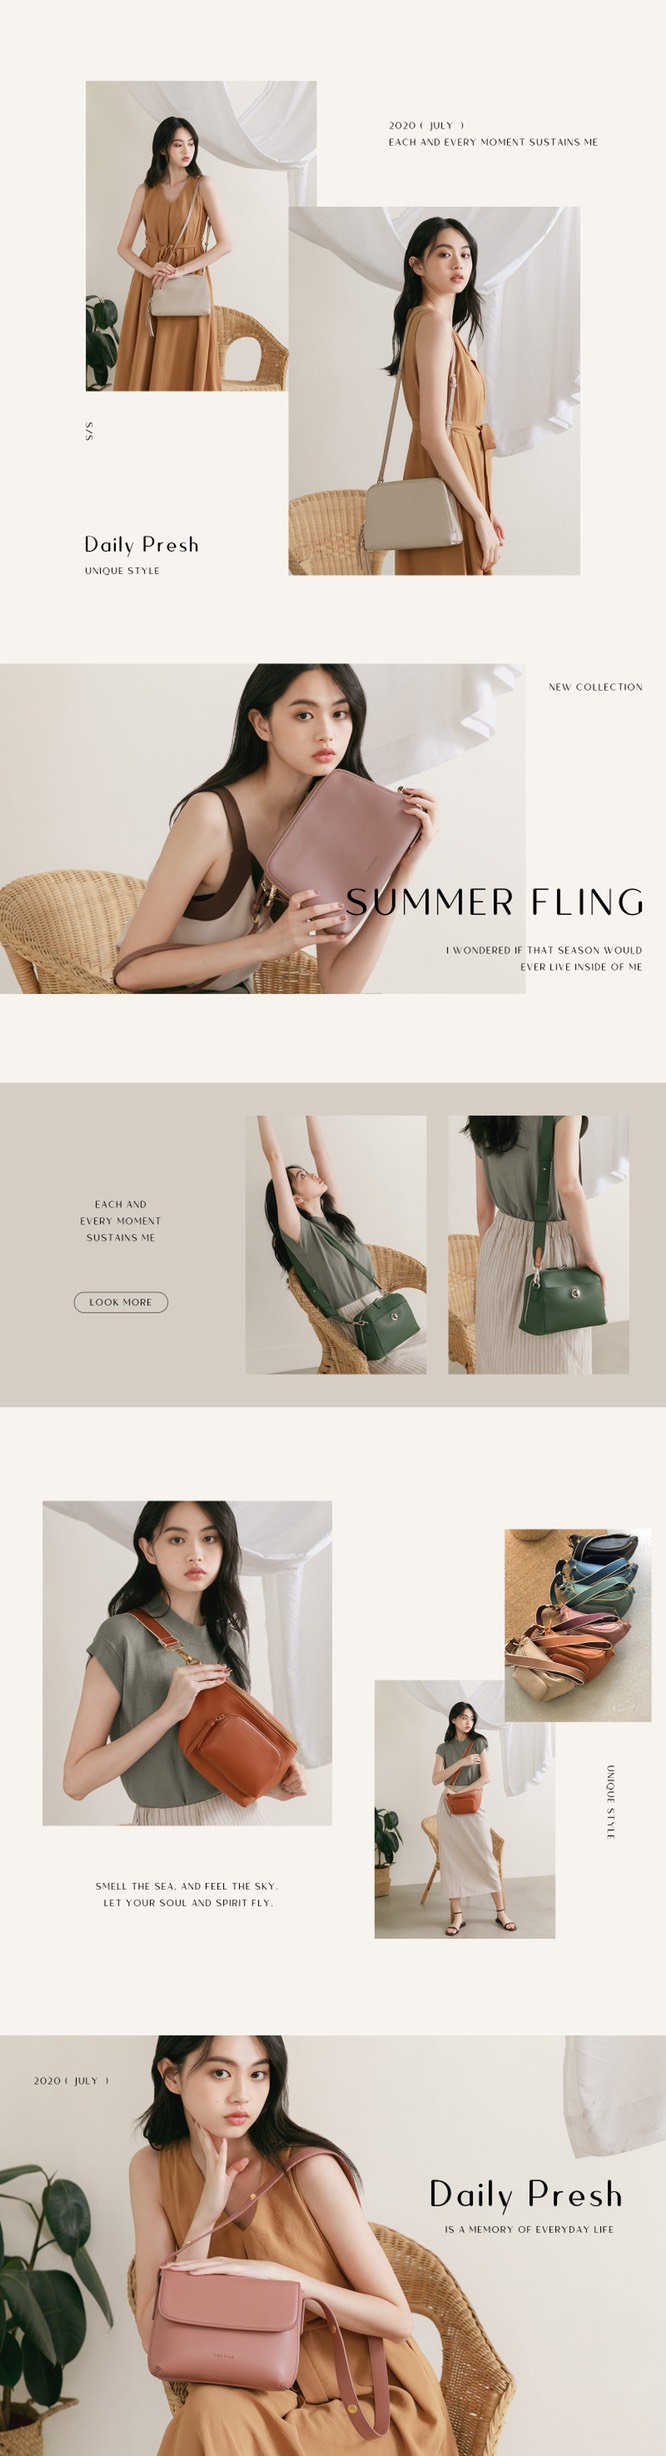 2020 ( JULY )
EACH AND EVERY MOMENT SUSTAINS ME
S/S
Daily Presh
UNIQUE STYLE
NEW COLLECTION
SUMMER FLING
I WONDERED IF THAT SEASON WOULD
EVER LIVE INSIDE OF ME
EACH AND
EVERY MOMENT
SUSTAINS ME
LOOK MORE
UNIQUE STYLE
SMELL THE SEA, AND FEEL THE SKY.
LET YOUR SOUL AND SPIRIT FLY.
2020 ( JULY )
Daily Presh
IS A MEMORY OF EVERYDAY LIFE
Daily Presh